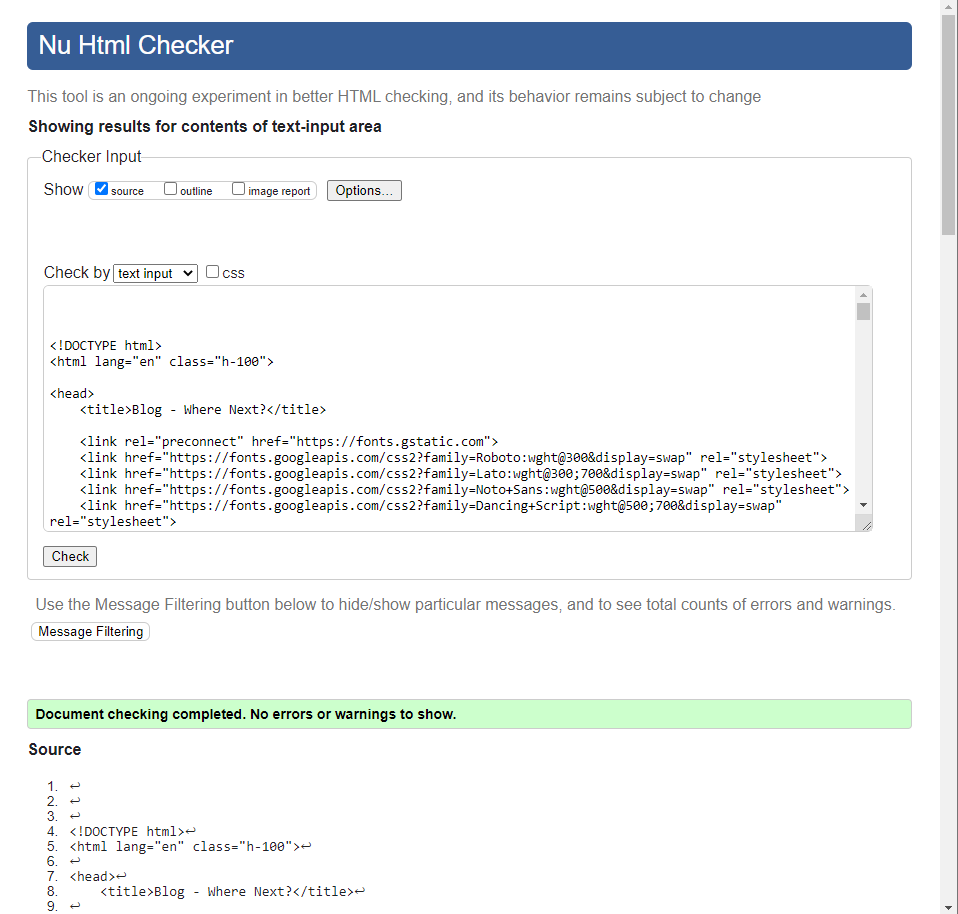 Nu Html Checker
This tool is an ongoing experiment in better HTML checking, and its behavior remains subject to change
Showing results for contents of text-input area
Checker Input
Show source outline image report Options...
Check by text input css
<!DOCTYPE html>
<html lang="en" class="h-100">
<head>
<title>Blog - Where Next?</title>
<link rel="preconnect" href="https://fonts.gstatic.com">
<link href="https://fonts.googleapis.com/css2?family=Roboto:wght@300&display=swap" rel="stylesheet">
<link href="https://fonts.googleapis.com/css2?family=Lato:wght@300;700&display=swap" rel="stylesheet">
<link href="https://fonts.googleapis.com/css2?family=Noto+Sans:wght@500&display=swap" rel="stylesheet">
<link href="https://fonts.googleapis.com/css2?family=Dancing+Script:wght@500;700&display=swap"
rel="stylesheet">
Check
Use the Message Filtering button below to hide/show particular messages, and to see total counts of errors and warnings.
Message Filtering
Document checking completed. No errors or warnings to show.
Source
1. ↩
2. ↩
3. ↩
4. <!DOCTYPE html>↩
5. <html lang="en" class="h-100">↩
6. ↩
7. <head>↩
8. <title>Blog - Where Next?</title>↩
9. ↩